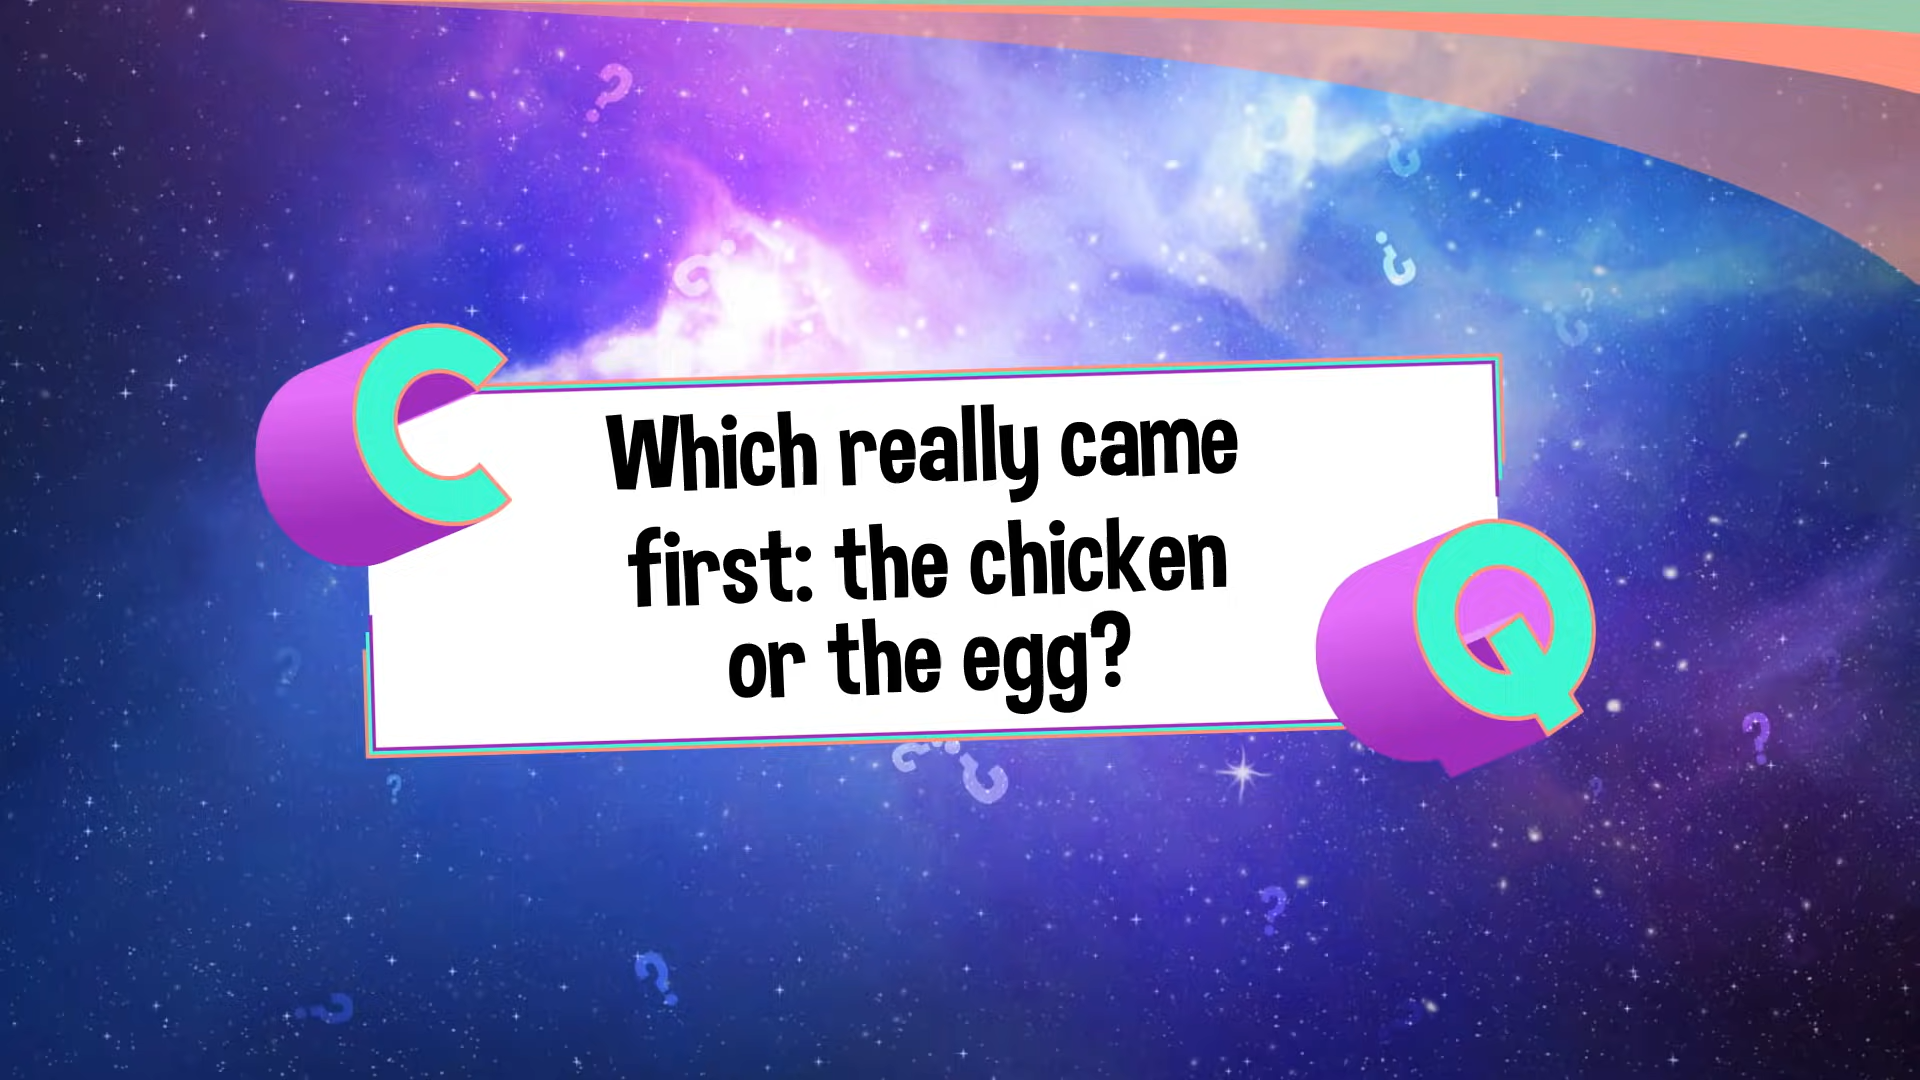 C
Which really came
first: the chicken
or the egg?
Q